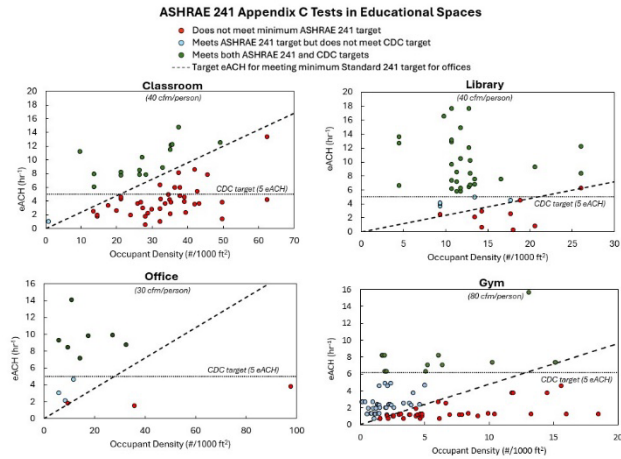 ASHRAE 241 Appendix C Tests in Educational Spaces
Does not meet minimum ASHRAE 241 target
Meets ASHRAE 241 target but does not meet CDC target
Meets both ASHRAE 241 and CDC targets
Target eACH for meeting minimum Standard 241 target for offices
Classroom
(40 cfm/person)
20
18
16
14
12
10
8
6
4
2
0
eACH (hr⁻¹)
CDC target (5 eACH)
0 10 20 30 40 50 60 70
Occupant Density (#/1000 ft²)
Library
(40 cfm/person)
20
18
16
14
12
10
8
6
4
2
0
eACH (hr⁻¹)
CDC target (5 eACH)
0 5 10 15 20 25 30
Occupant Density (#/1000 ft²)
Office
(30 cfm/person)
16
14
12
10
8
6
4
2
0
eACH (hr⁻¹)
CDC target (5 eACH)
0 20 40 60 80 100
Occupant Density (#/1000 ft²)
Gym
(80 cfm/person)
16
14
12
10
8
6
4
2
0
eACH (hr⁻¹)
CDC target (5 eACH)
0 5 10 15 20
Occupant Density (#/1000 ft²)